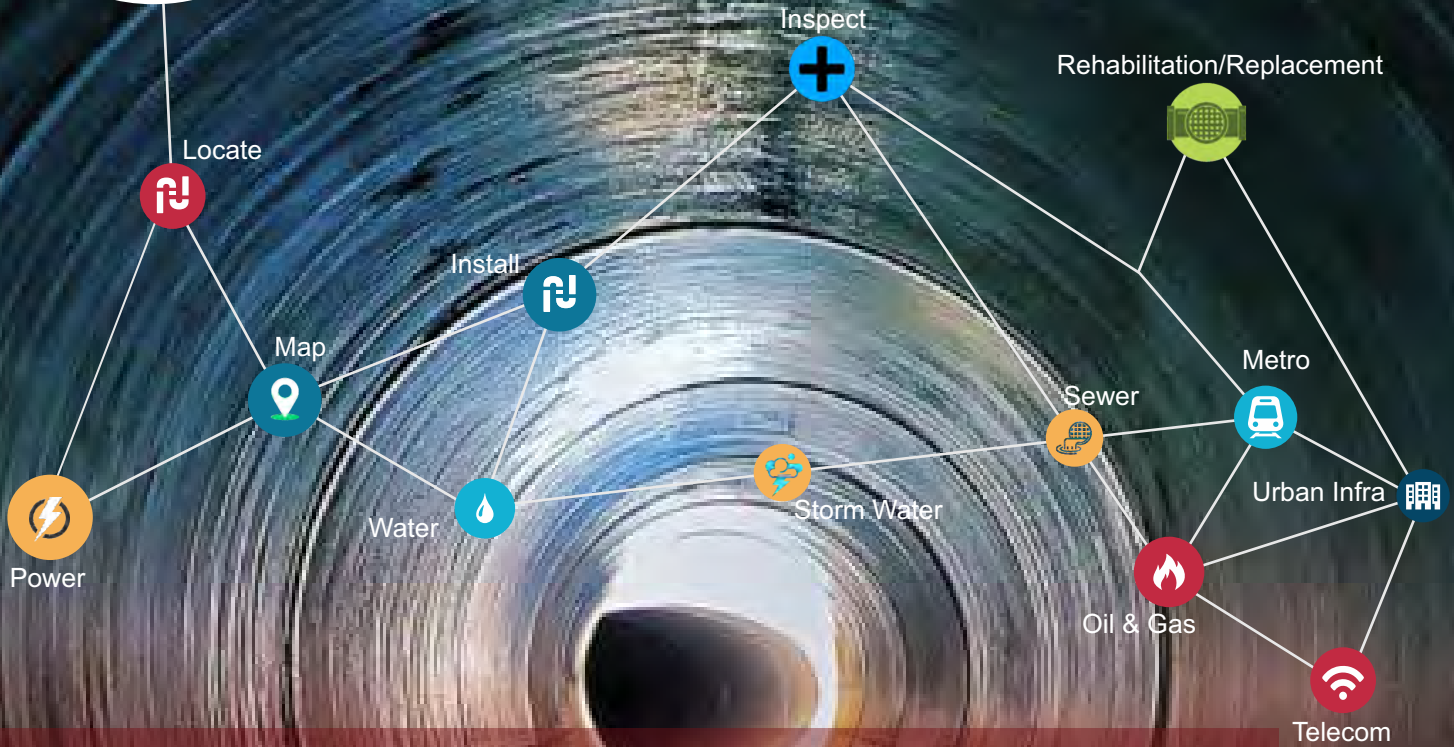 Inspect
Rehabilitation/Replacement
Locate
Install
Map
Metro
Sewer
Urban Infra
Storm Water
Water
Power
Oil & Gas
Telecom